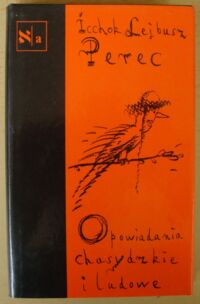 Icchok Lejbusz
Perec
Opowiadania
chasydzkie
i ludowe